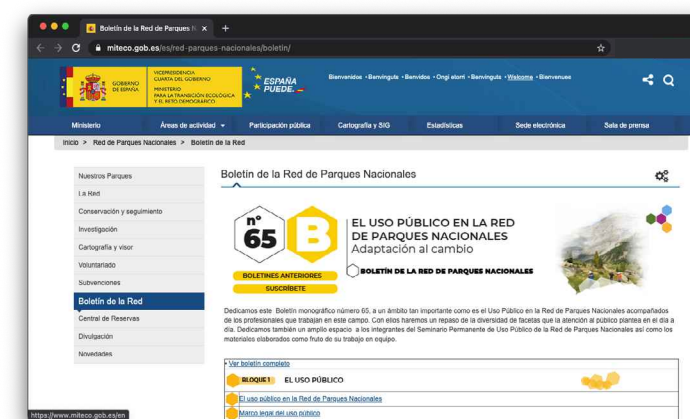 Boletín de la Red de Parques N
miteco.gob.es/es/red-parques-nacionales/boletin/
GOBIERNO DE ESPAÑA
VICEPRESIDENCIA CUARTA DEL GOBIERNO
MINISTERIO PARA LA TRANSICIÓN ECOLÓGICA Y EL RETO DEMOGRÁFICO
ESPAÑA PUEDE.
Bienvenidos • Benvinguts • Benvidos • Ongi etorri • Benvinguts • Welcome • Bienvenues
Ministerio Áreas de actividad Participación pública Cartografía y SIG Estadísticas Sede electrónica Sala de prensa
Inicio > Red de Parques Nacionales > Boletín de la Red
Nuestros Parques
La Red
Conservación y seguimiento
Investigación
Cartografía y visor
Voluntariado
Subvenciones
Boletín de la Red
Central de Reservas
Divulgación
Novedades
Boletín de la Red de Parques Nacionales
nº 65 B
BOLETINES ANTERIORES
SUSCRÍBETE
EL USO PÚBLICO EN LA RED
DE PARQUES NACIONALES
Adaptación al cambio
BOLETÍN DE LA RED DE PARQUES NACIONALES
Dedicamos este Boletín monográfico número 65, a un ámbito tan importante como es el Uso Público en la Red de Parques Nacionales acompañados
de los profesionales que trabajan en este campo. Con ellos haremos un repaso de la diversidad de facetas que la atención al público plantea en el día a
día. Dedicamos también un amplio espacio a los integrantes del Seminario Permanente de Uso Público de la Red de Parques Nacionales así como los
materiales elaborados como fruto de su trabajo en equipo.
Ver boletín completo
BLOQUE 1 EL USO PÚBLICO
El uso público en la Red de Parques Nacionales
Marco legal del uso público
https://www.miteco.gob.es/en